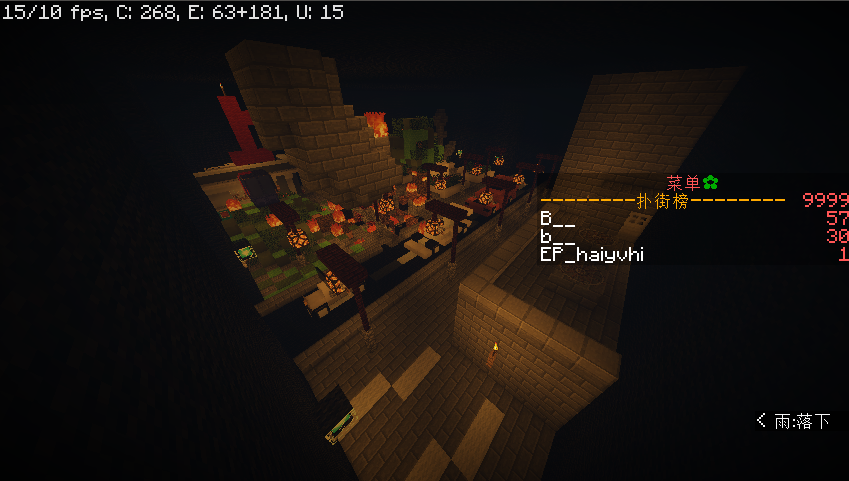 15/10 fps, C: 268, E: 63+181, U: 15
菜单✿
---------扑街榜--------- 9999
B__ 57
b__ 30
EP_haiyvhi 1
< 雨:落下